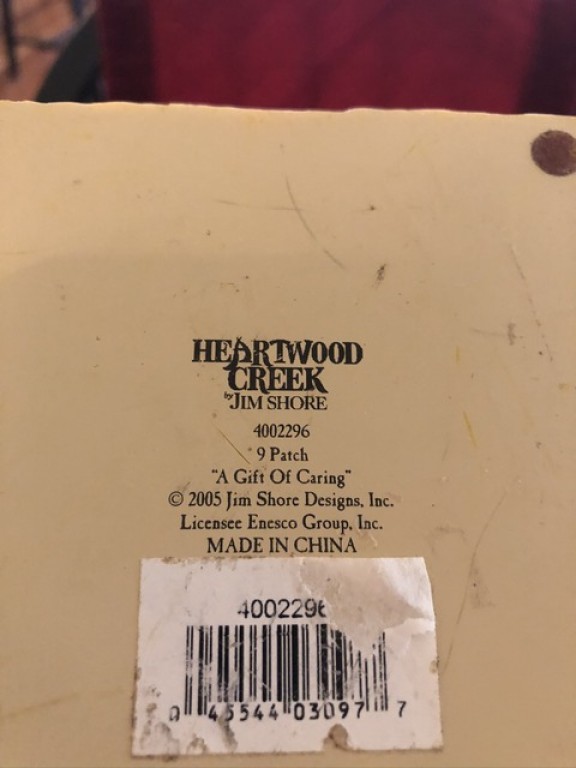 HEARTWOOD
CREEK
by JIM SHORE
4002296
9 Patch
"A Gift Of Caring"
© 2005 Jim Shore Designs, Inc.
Licensee Enesco Group, Inc.
MADE IN CHINA
4002296
0 45544 03097 7